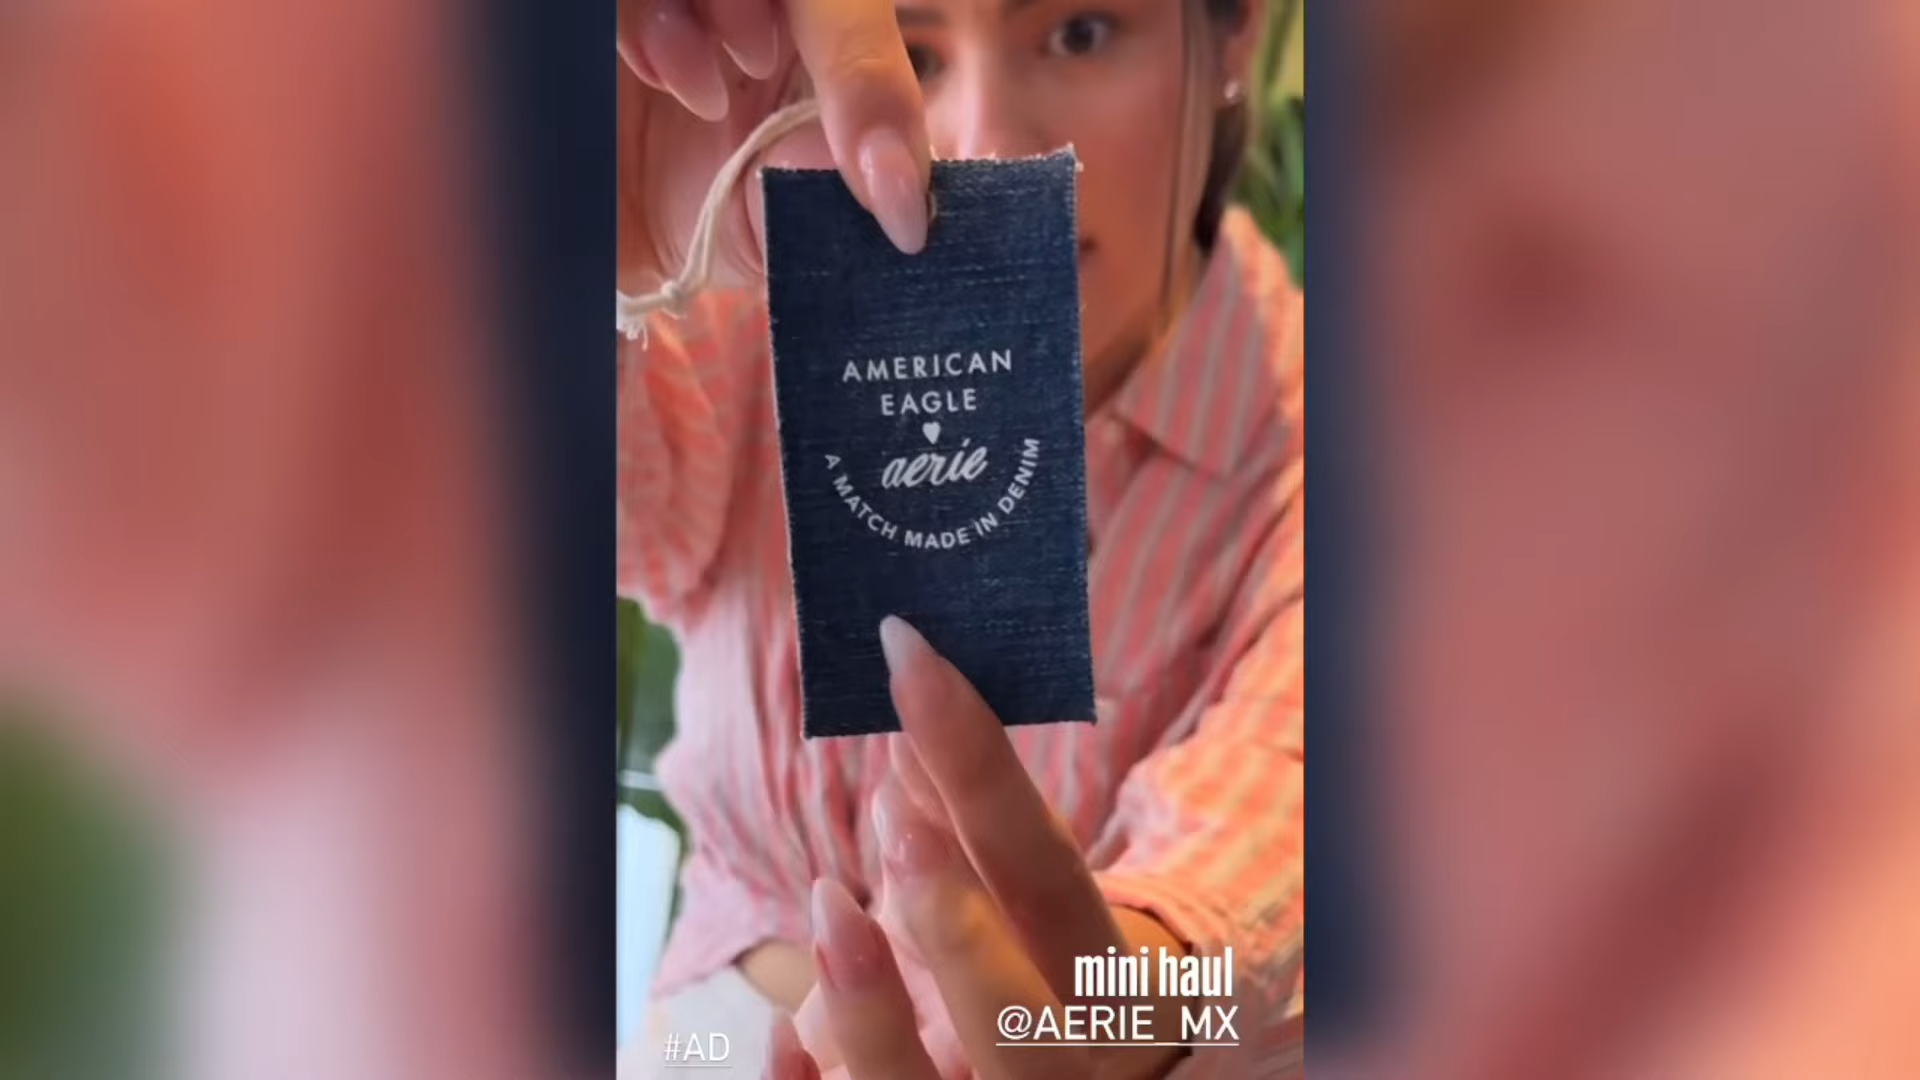 AMERICAN
EAGLE
aerie
A MATCH MADE IN DENIM
mini haul
@AERIE_MX
#AD